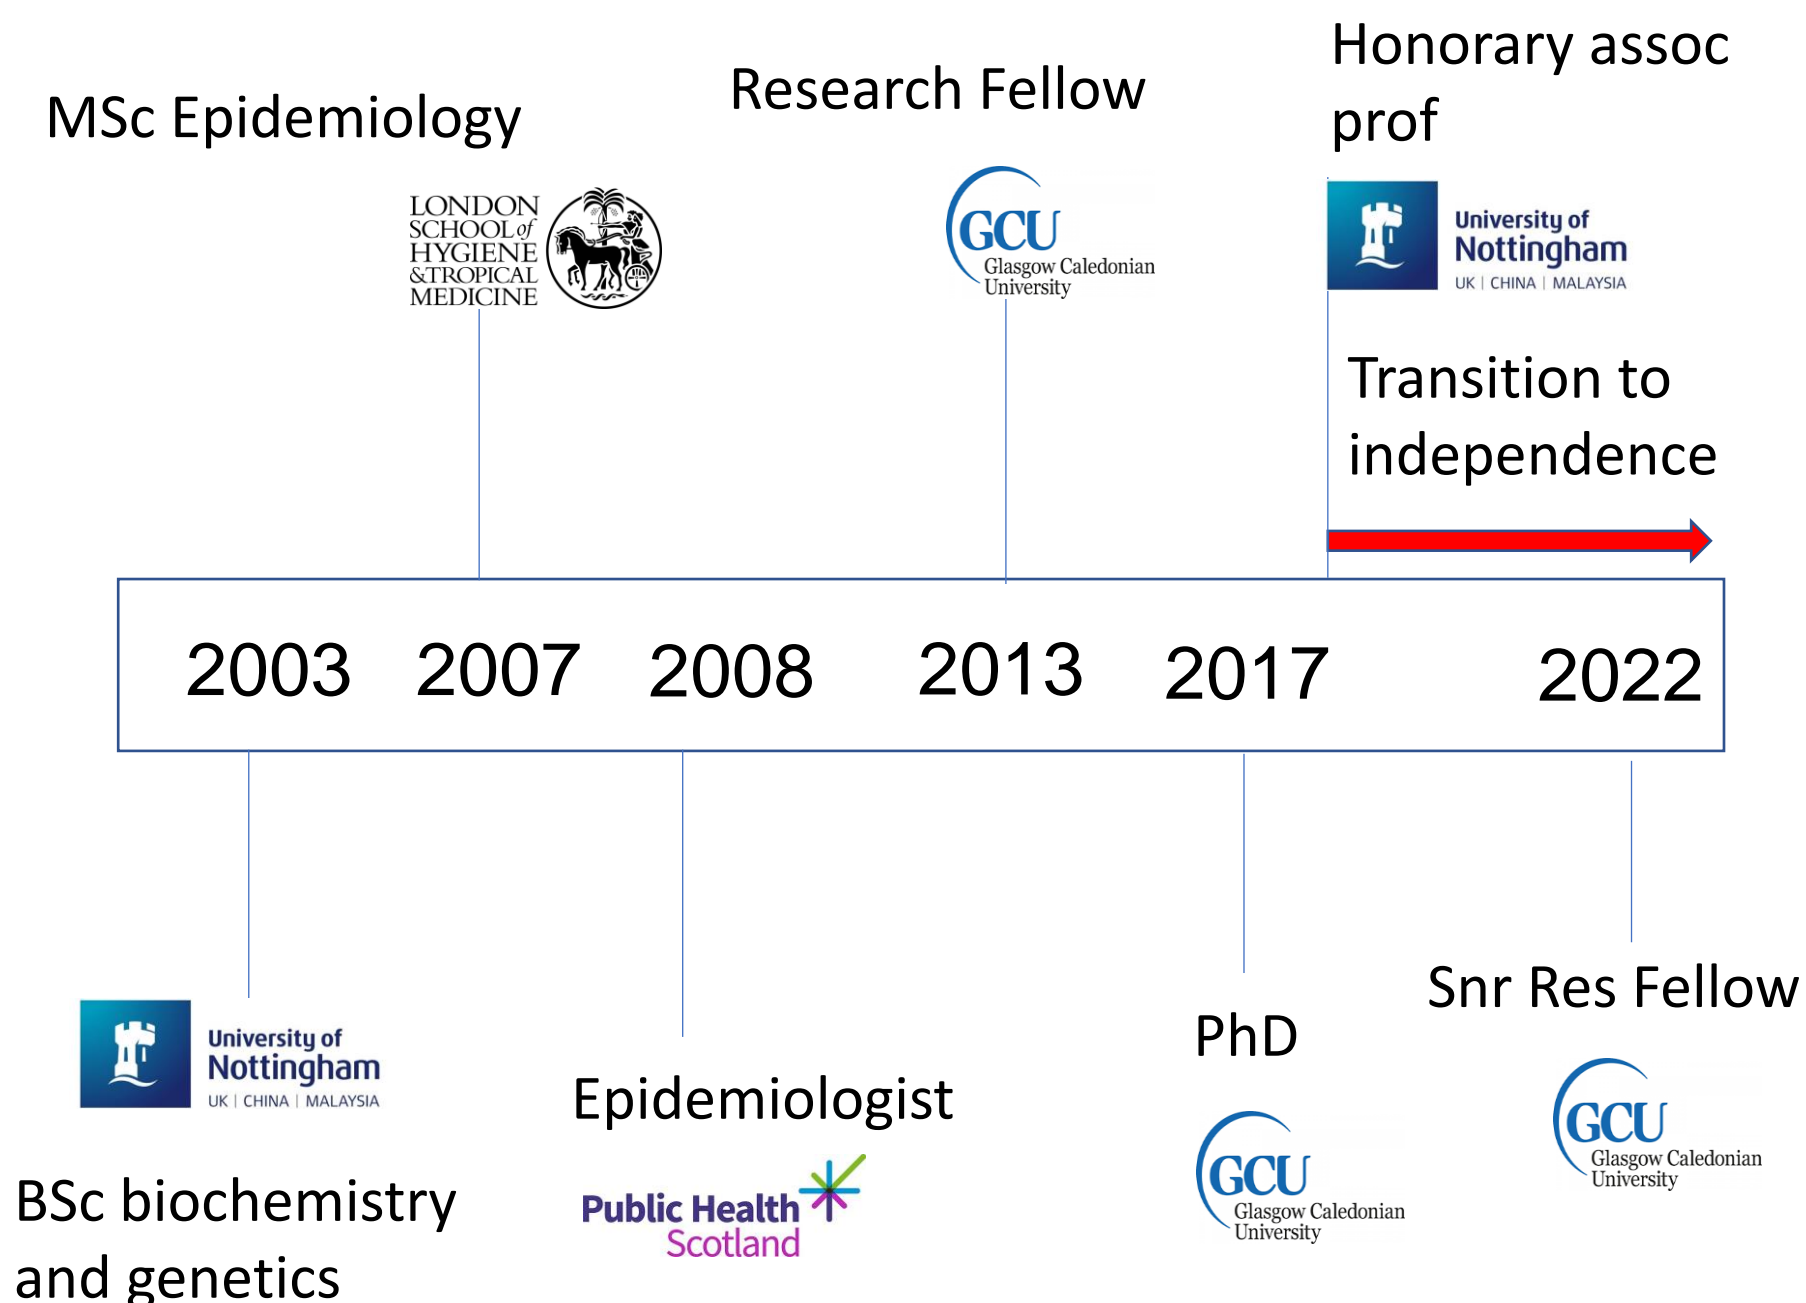 MSc Epidemiology
LONDON
SCHOOL of
HYGIENE
&TROPICAL
MEDICINE
Research Fellow
GCU
Glasgow Caledonian
University
Honorary assoc
prof
University of
Nottingham
UK | CHINA | MALAYSIA
Transition to
independence
2003 2007 2008 2013 2017 2022
University of
Nottingham
UK | CHINA | MALAYSIA
BSc biochemistry
and genetics
Epidemiologist
Public Health
Scotland
PhD
GCU
Glasgow Caledonian
University
Snr Res Fellow
GCU
Glasgow Caledonian
University